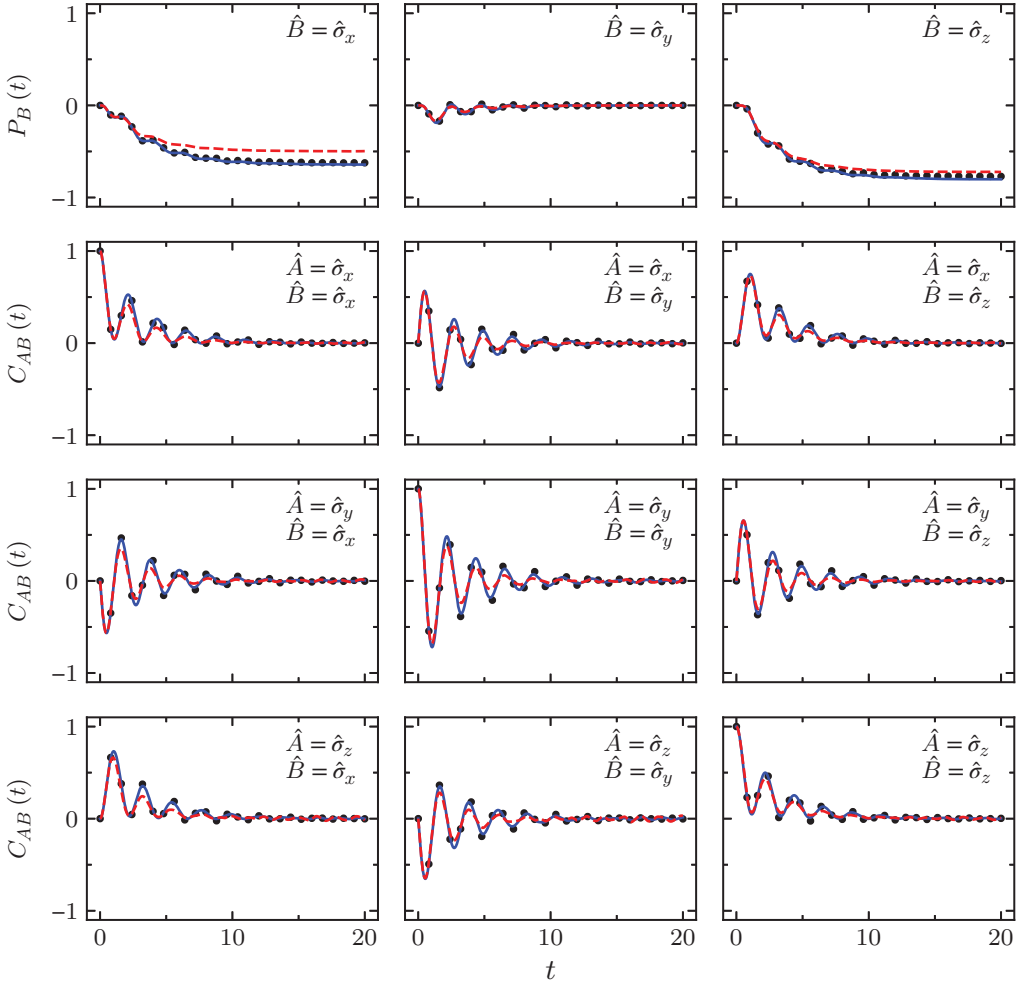 1
0
−1
P_B(t)
B̂ = σ̂_x
B̂ = σ̂_y
B̂ = σ̂_z
1
0
−1
C_AB(t)
Â = σ̂_x
B̂ = σ̂_x
Â = σ̂_x
B̂ = σ̂_y
Â = σ̂_x
B̂ = σ̂_z
1
0
−1
C_AB(t)
Â = σ̂_y
B̂ = σ̂_x
Â = σ̂_y
B̂ = σ̂_y
Â = σ̂_y
B̂ = σ̂_z
1
0
−1
C_AB(t)
Â = σ̂_z
B̂ = σ̂_x
Â = σ̂_z
B̂ = σ̂_y
Â = σ̂_z
B̂ = σ̂_z
0 10 20
0 10 20
0 10 20
t